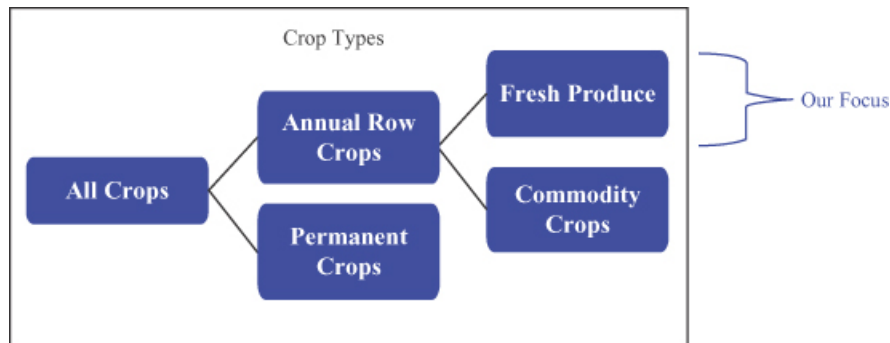 Crop Types
All Crops
Annual Row
Crops
Permanent
Crops
Fresh Produce
Commodity
Crops
Our Focus